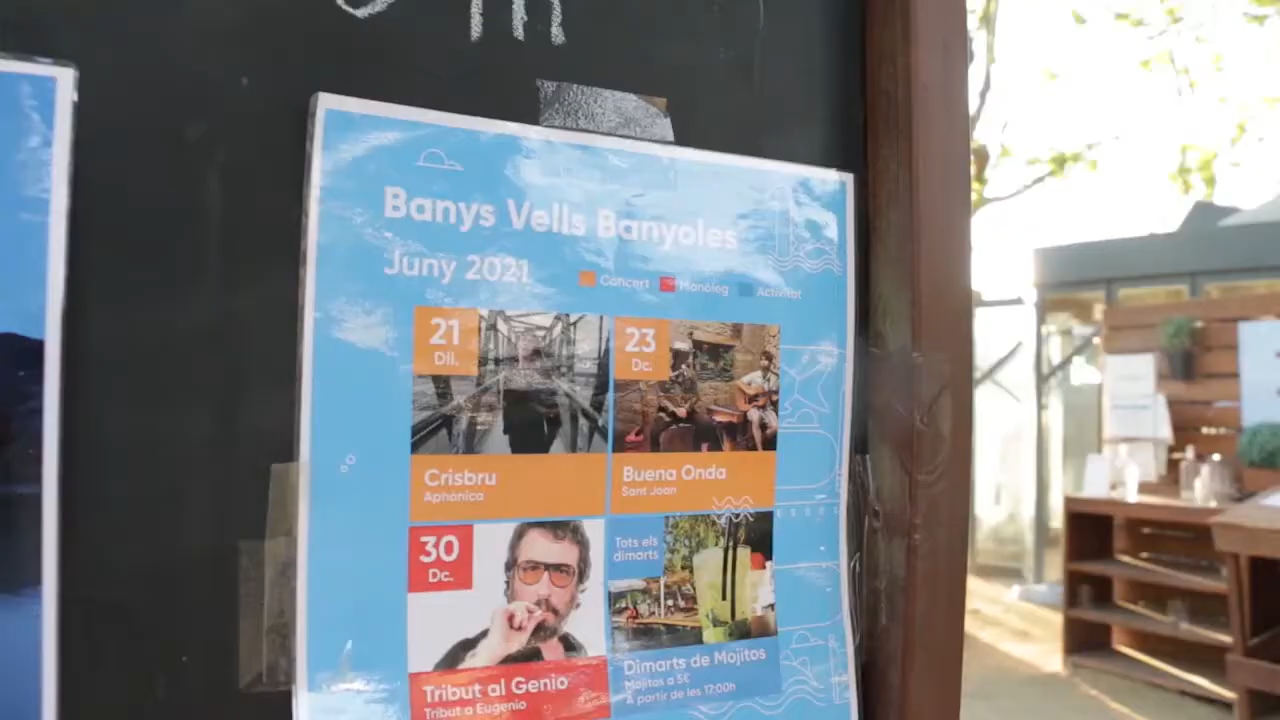 Banys Vells Banyoles
Juny 2021
Concert Monòleg Activitat
21
Dll.
Crisbru
Aphònica
23
Dc.
Buena Onda
Sant Joan
30
Dc.
Tribut al Genio
Tribut a Eugenio
Tots els
dimarts
Dimarts de Mojitos
Mojitos a 5€
A partir de les 17:00h